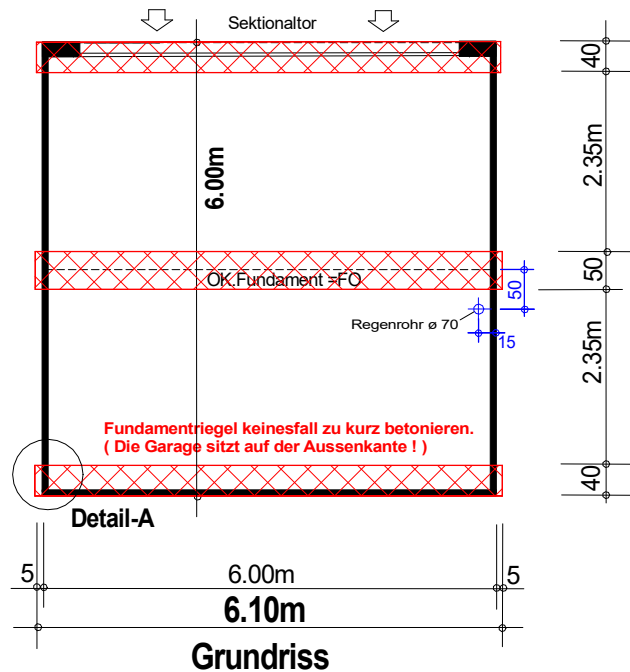 Sektionaltor
40
6.00m
2.35m
OK.Fundament =FO
50
50
Regenrohr ø 70
15
2.35m
Fundamentriegel keinesfall zu kurz betonieren.
( Die Garage sitzt auf der Aussenkante ! )
40
Detail-A
5
6.00m
5
6.10m
Grundriss